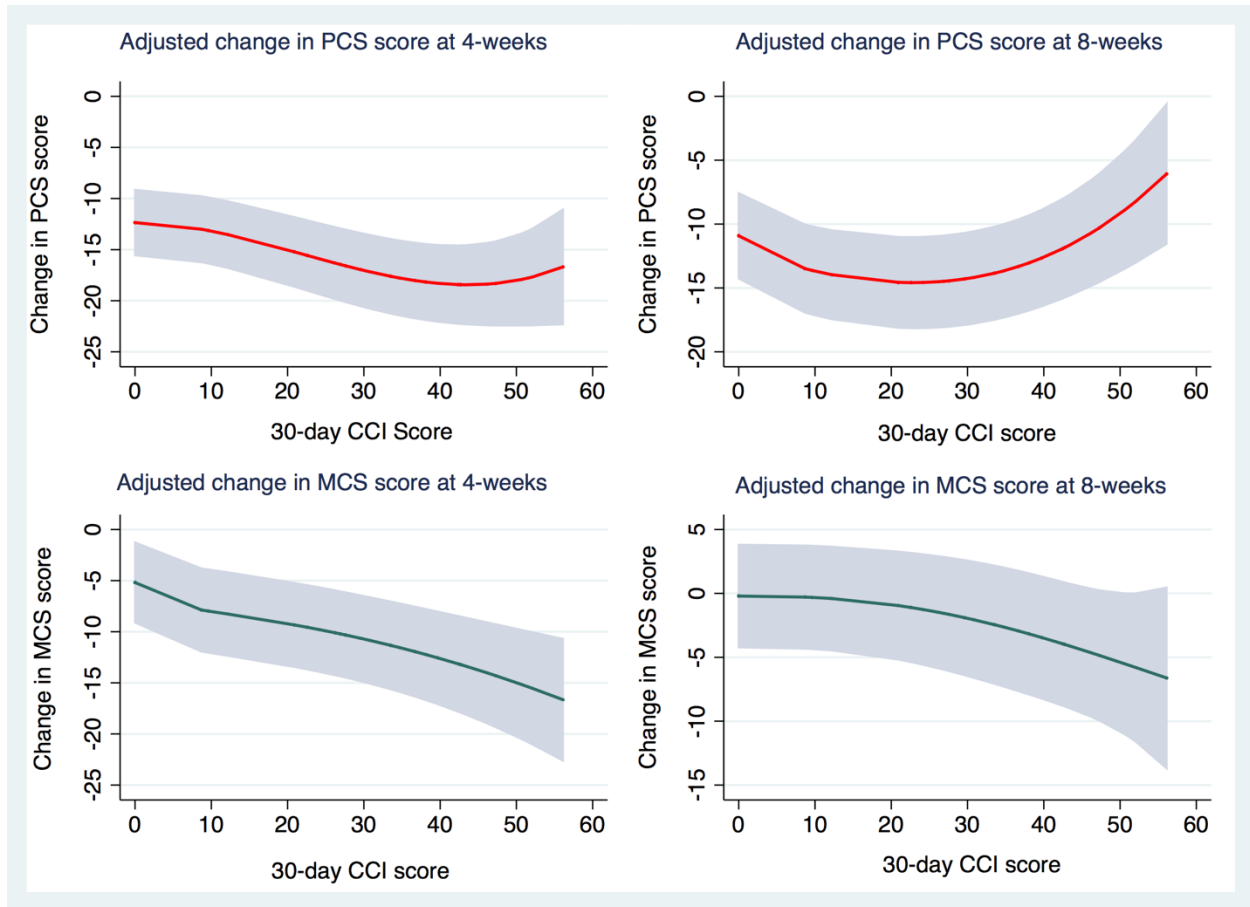 Adjusted change in PCS score at 4-weeks
Change in PCS score
0
-5
-10
-15
-20
-25
0 10 20 30 40 50 60
30-day CCI Score
Adjusted change in PCS score at 8-weeks
Change in PCS score
0
-5
-10
-15
-20
0 10 20 30 40 50 60
30-day CCI score
Adjusted change in MCS score at 4-weeks
Change in MCS score
0
-5
-10
-15
-20
-25
0 10 20 30 40 50 60
30-day CCI score
Adjusted change in MCS score at 8-weeks
Change in MCS score
5
0
-5
-10
-15
0 10 20 30 40 50 60
30-day CCI score